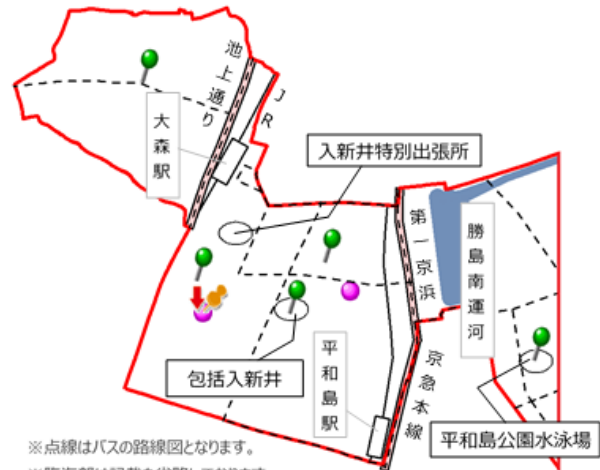 池上通り
JR
大森駅
入新井特別出張所
第一京浜
勝島南運河
包括入新井
平和島駅
京急本線
平和島公園水泳場
※点線はバスの路線図となります。